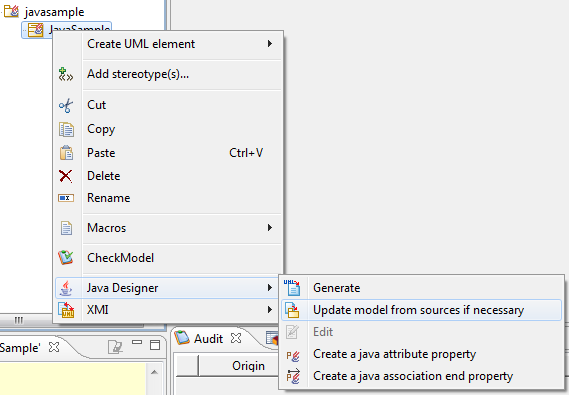 javasample
JavaSample
Create UML element
Add stereotype(s)...
Cut
Copy
Paste Ctrl+V
Delete
Rename
Macros
CheckModel
Java Designer
XMI
Generate
Update model from sources if necessary
Edit
Create a java attribute property
Create a java association end property
Sample'
Audit
Origin